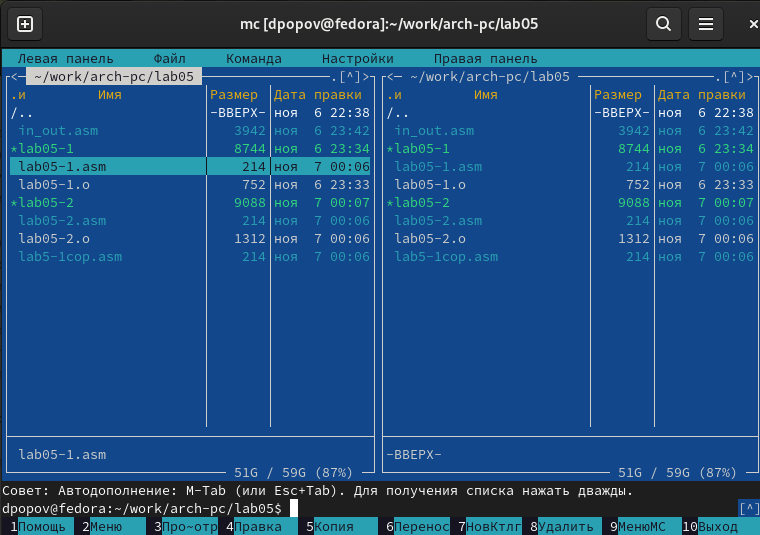 mc [dpopov@fedora]:~/work/arch-pc/lab05
Левая панель Файл Команда Настройки Правая панель
<— ~/work/arch-pc/lab05 .[^]> <— ~/work/arch-pc/lab05 .[^]>
.и Имя Размер Дата правки .и Имя Размер Дата правки
/.. -ВВЕРХ- ноя 6 22:38 /.. -ВВЕРХ- ноя 6 22:38
in_out.asm 3942 ноя 6 23:42 in_out.asm 3942 ноя 6 23:42
*lab05-1 8744 ноя 6 23:34 *lab05-1 8744 ноя 6 23:34
lab05-1.asm 214 ноя 7 00:06 lab05-1.asm 214 ноя 7 00:06
lab05-1.o 752 ноя 6 23:33 lab05-1.o 752 ноя 6 23:33
*lab05-2 9088 ноя 7 00:07 *lab05-2 9088 ноя 7 00:07
lab05-2.asm 214 ноя 7 00:06 lab05-2.asm 214 ноя 7 00:06
lab05-2.o 1312 ноя 7 00:06 lab05-2.o 1312 ноя 7 00:06
lab5-1cop.asm 214 ноя 7 00:06 lab5-1cop.asm 214 ноя 7 00:06
lab05-1.asm -ВВЕРХ-
51G / 59G (87%) 51G / 59G (87%)
Совет: Автодополнение: M-Tab (или Esc+Tab). Для получения списка нажать дважды.
dpopov@fedora:~/work/arch-pc/lab05$ [^]
1Помощь 2Меню 3Про~отр 4Правка 5Копия 6Перенос 7НовКтлг 8Удалить 9МенюМС 10Выход